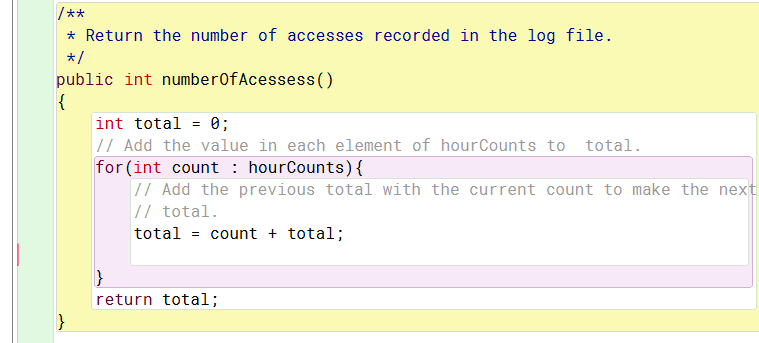 /**
 * Return the number of accesses recorded in the log file.
 */
public int numberOfAcessess()
{
int total = 0;
// Add the value in each element of hourCounts to  total.
for(int count : hourCounts){
// Add the previous total with the current count to make the next
// total.
total = count + total;
}
return total;
}